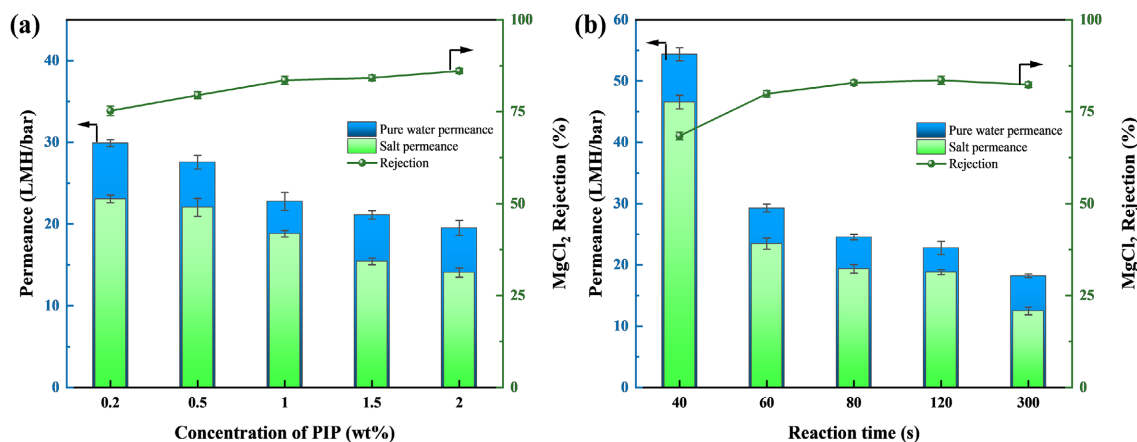 (a)
Permeance (LMH/bar)
40
30
20
10
0
Pure water permeance
Salt permeance
Rejection
100
75
50
25
0
MgCl₂ Rejection (%)
0.2 0.5 1 1.5 2
Concentration of PIP (wt%)
(b)
Permeance (LMH/bar)
60
50
40
30
20
10
0
Pure water permeance
Salt permeance
Rejection
100
75
50
25
0
MgCl₂ Rejection (%)
40 60 80 120 300
Reaction time (s)